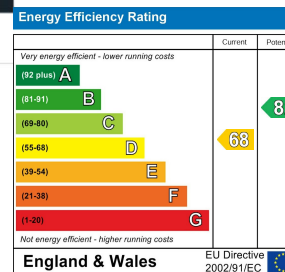 Energy Efficiency Rating
Current
Very energy efficient - lower running costs
(92 plus) A
(81-91) B
(69-80) C
(55-68) D
68
(39-54) E
(21-38) F
(1-20) G
Not energy efficient - higher running costs
England & Wales
EU Directive
2002/91/EC